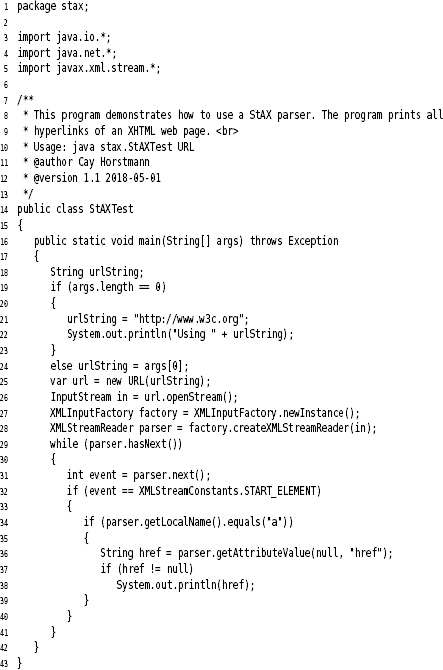 1 package stax;
2
3 import java.io.*;
4 import java.net.*;
5 import javax.xml.stream.*;
6
7 /**
8  * This program demonstrates how to use a StAX parser. The program prints all
9  * hyperlinks of an XHTML web page. <br>
10  * Usage: java stax.StAXTest URL
11  * @author Cay Horstmann
12  * @version 1.1 2018-05-01
13  */
14 public class StAXTest
15 {
16    public static void main(String[] args) throws Exception
17    {
18       String urlString;
19       if (args.length == 0)
20       {
21          urlString = "http://www.w3c.org";
22          System.out.println("Using " + urlString);
23       }
24       else urlString = args[0];
25       var url = new URL(urlString);
26       InputStream in = url.openStream();
27       XMLInputFactory factory = XMLInputFactory.newInstance();
28       XMLStreamReader parser = factory.createXMLStreamReader(in);
29       while (parser.hasNext())
30       {
31          int event = parser.next();
32          if (event == XMLStreamConstants.START_ELEMENT)
33          {
34             if (parser.getLocalName().equals("a"))
35             {
36                String href = parser.getAttributeValue(null, "href");
37                if (href != null)
38                   System.out.println(href);
39             }
40          }
41       }
42    }
43 }